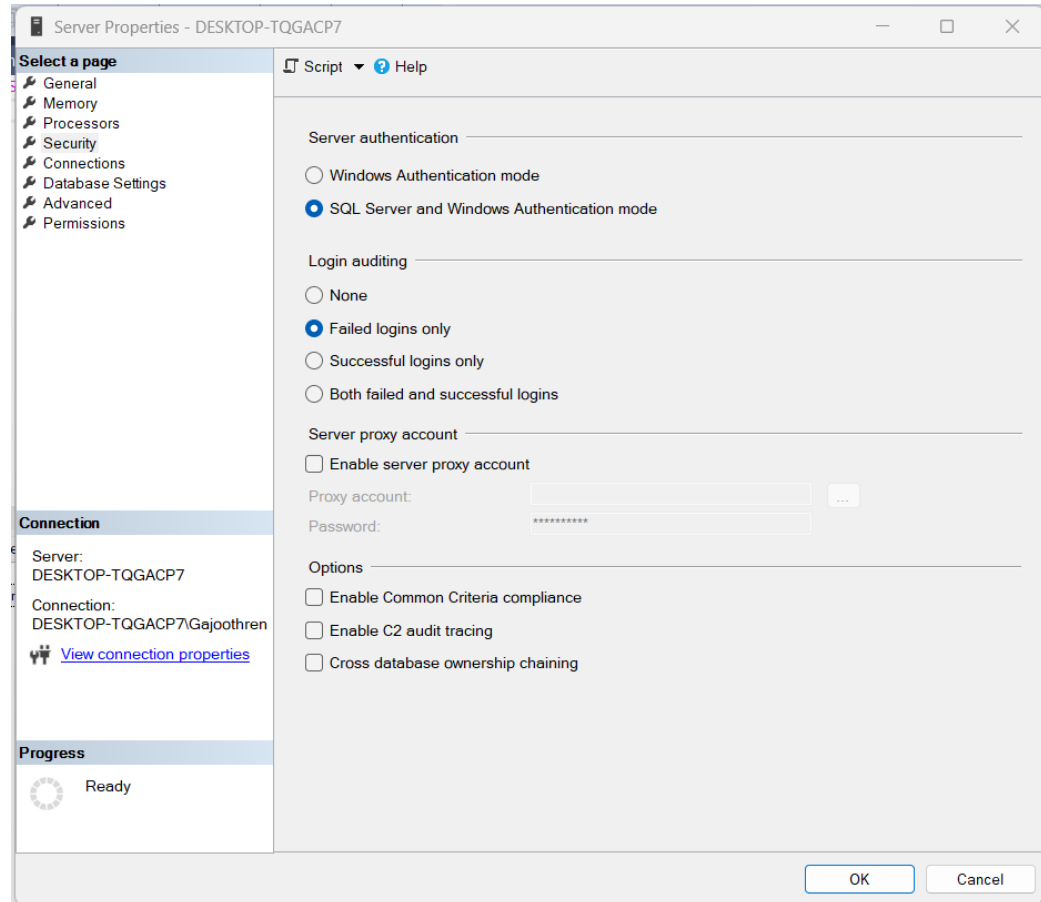 Server Properties - DESKTOP-TQGACP7
Select a page
General
Memory
Processors
Security
Connections
Database Settings
Advanced
Permissions
Script Help
Server authentication
Windows Authentication mode
SQL Server and Windows Authentication mode
Login auditing
None
Failed logins only
Successful logins only
Both failed and successful logins
Server proxy account
Enable server proxy account
Proxy account:
...
Password:
**********
Options
Enable Common Criteria compliance
Enable C2 audit tracing
Cross database ownership chaining
Connection
Server:
DESKTOP-TQGACP7
Connection:
DESKTOP-TQGACP7\Gajoothren
View connection properties
Progress
Ready
OK
Cancel